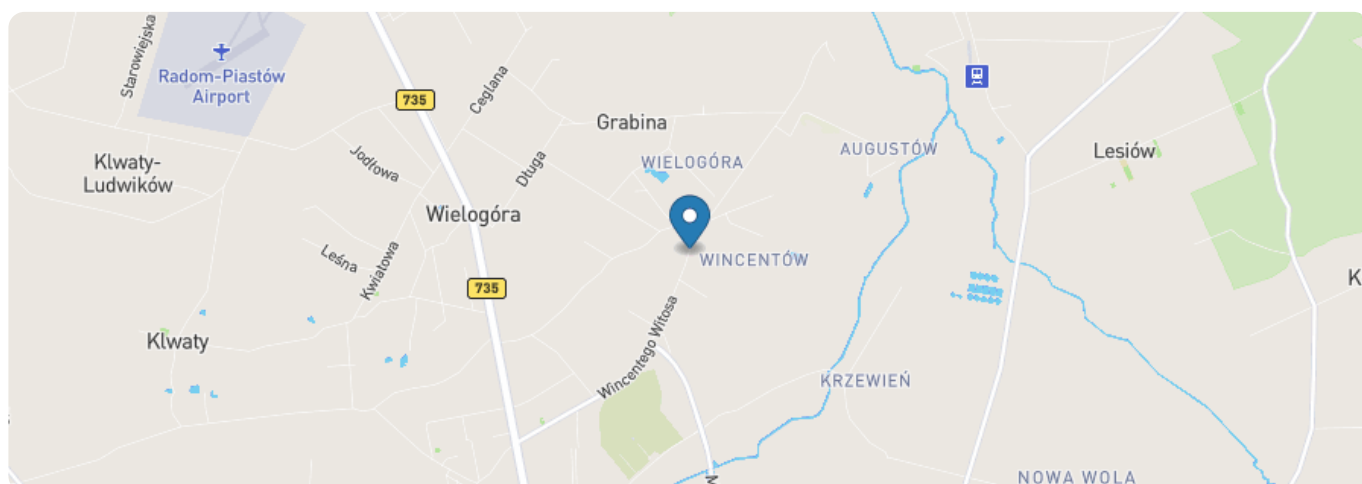 Starowiejska
Radom-Piastów
Airport
735
Ceglana
Grabina
Klwaty-
Ludwików
Jodłowa
Długa
WIELOGÓRA
AUGUSTÓW
Lesiów
Wielogóra
Leśna
Kwiatowa
WINCENTÓW
735
K
Klwaty
Wincentego Witosa
KRZEWIEŃ
NOWA WOLA